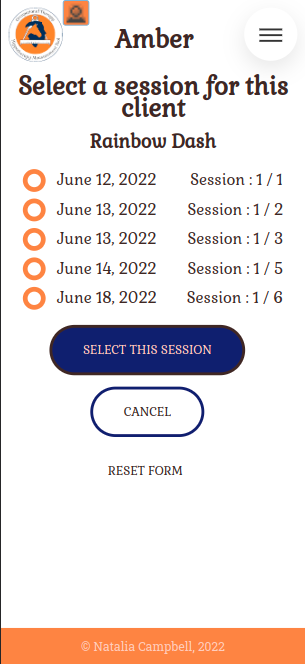 Amber
Select a session for this
client
Rainbow Dash
June 12, 2022 Session : 1 / 1
June 13, 2022 Session : 1 / 2
June 13, 2022 Session : 1 / 3
June 14, 2022 Session : 1 / 5
June 18, 2022 Session : 1 / 6
SELECT THIS SESSION
CANCEL
RESET FORM
© Natalia Campbell, 2022